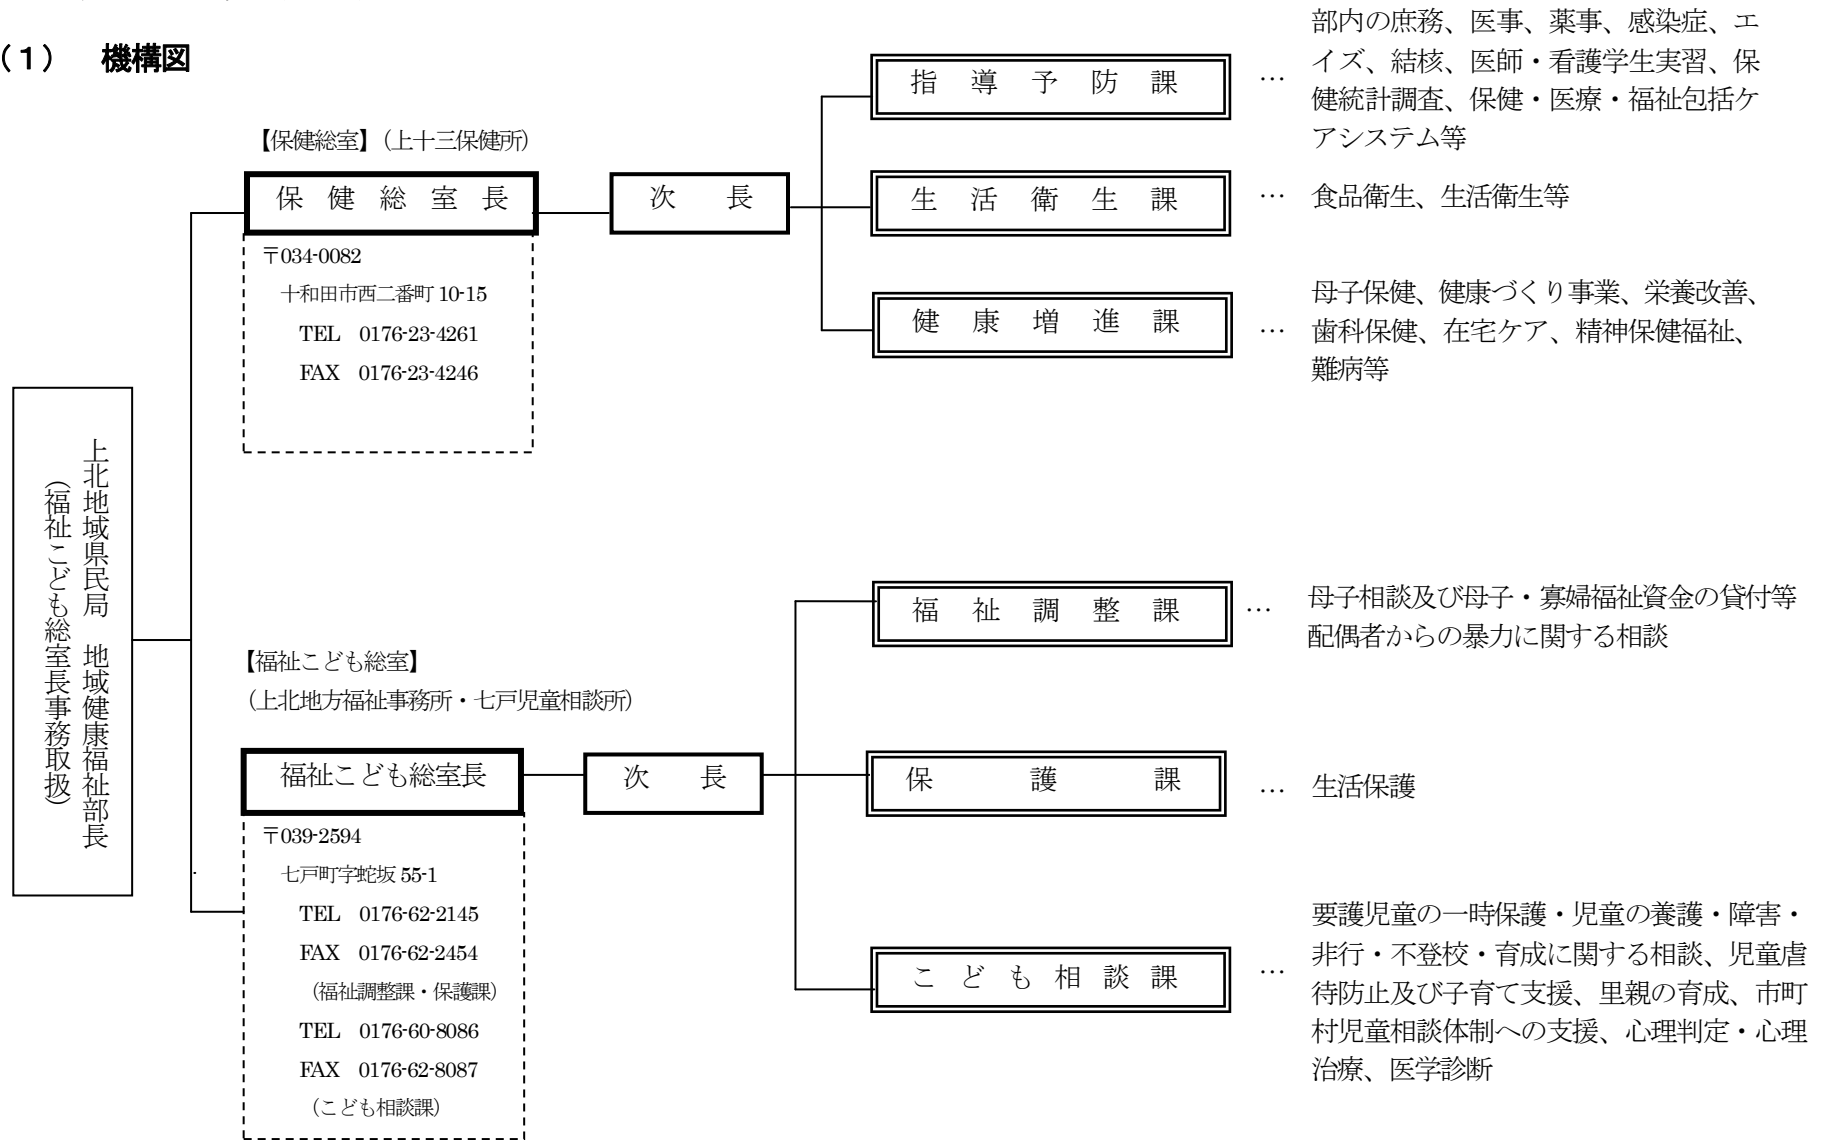 （１）　機構図
上北地域県民局　地域健康福祉部長
（福祉こども総室長事務取扱）
【保健総室】（上十三保健所）
保健総室長
〒034-0082
十和田市西二番町 10-15
TEL　0176-23-4261
FAX　0176-23-4246
次　長
指導予防課
…
部内の庶務、医事、薬事、感染症、エ
イズ、結核、医師・看護学生実習、保
健統計調査、保健・医療・福祉包括ケ
アシステム等
生活衛生課
…　食品衛生、生活衛生等
健康増進課
…
母子保健、健康づくり事業、栄養改善、
歯科保健、在宅ケア、精神保健福祉、
難病等
【福祉こども総室】
（上北地方福祉事務所・七戸児童相談所）
福祉こども総室長
〒039-2594
七戸町字蛇坂 55-1
TEL　0176-62-2145
FAX　0176-62-2454
（福祉調整課・保護課）
TEL　0176-60-8086
FAX　0176-62-8087
（こども相談課）
次　長
福祉調整課
…
母子相談及び母子・寡婦福祉資金の貸付等
配偶者からの暴力に関する相談
保護課
…　生活保護
こども相談課
…
要護児童の一時保護・児童の養護・障害・
非行・不登校・育成に関する相談、児童虐
待防止及び子育て支援、里親の育成、市町
村児童相談体制への支援、心理判定・心理
治療、医学診断